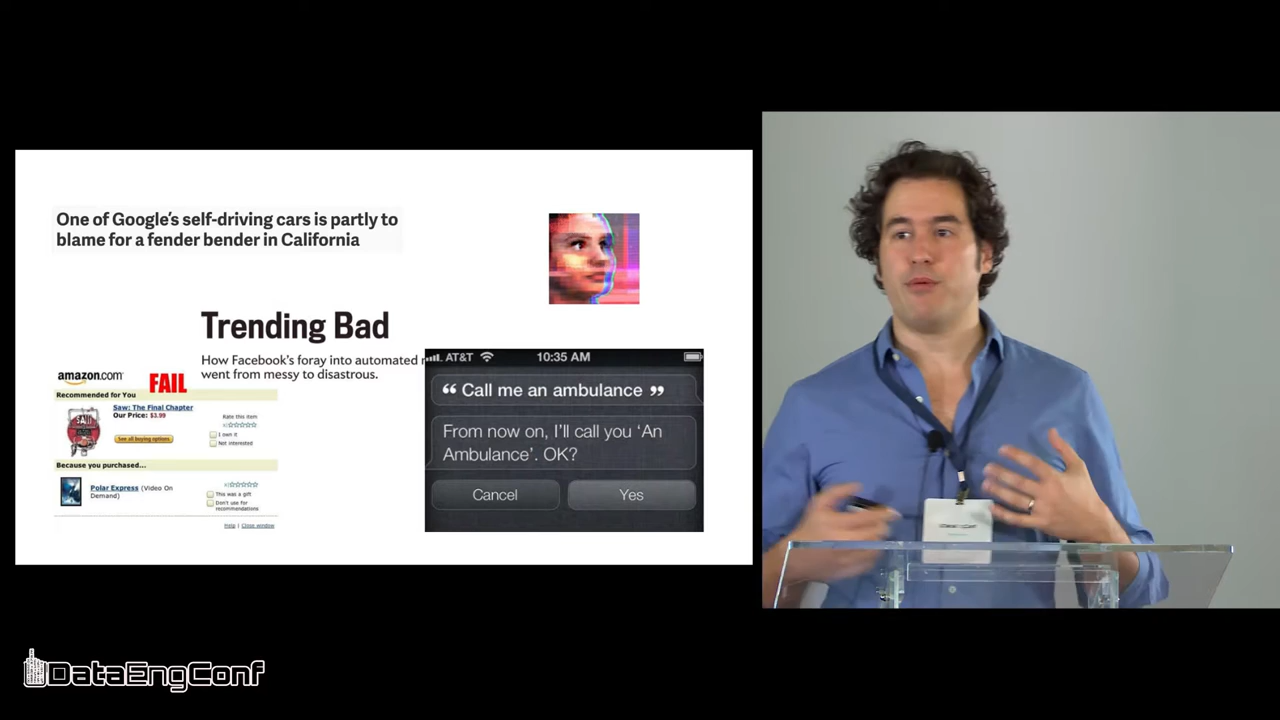 One of Google's self-driving cars is partly to
blame for a fender bender in California
Trending Bad
How Facebook's foray into automated
went from messy to disastrous.
amazon.com
FAIL
Recommended for You
Saw: The Final Chapter
Our Price: $3.99
See all buying options
Rate this item
I own it
Not interested
Because you purchased...
Polar Express (Video On
Demand)
This was a gift
Don't use for
recommendations
Help | Close window
AT&T
10:35 AM
“ Call me an ambulance ”
From now on, I'll call you ‘An
Ambulance’. OK?
Cancel
Yes
DataEngConf